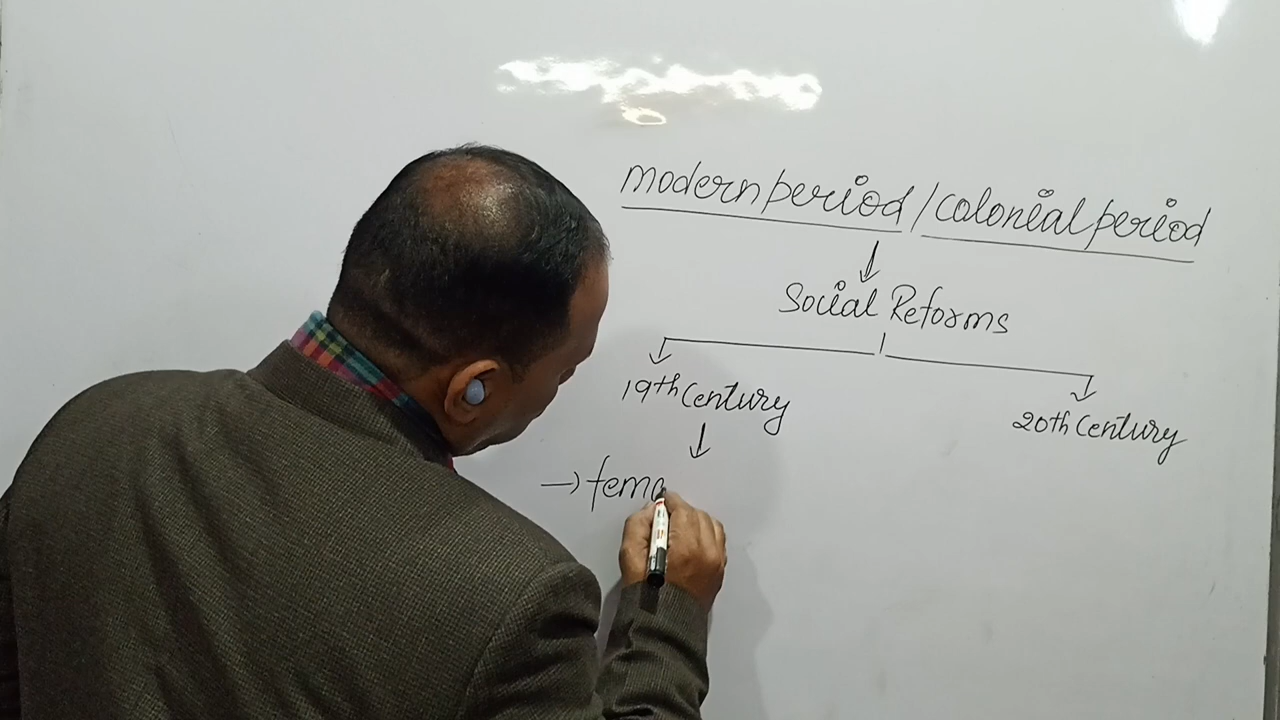 modern period / colonial period
↓
Social Reforms
19th Century
20th Century
↓
→ fema